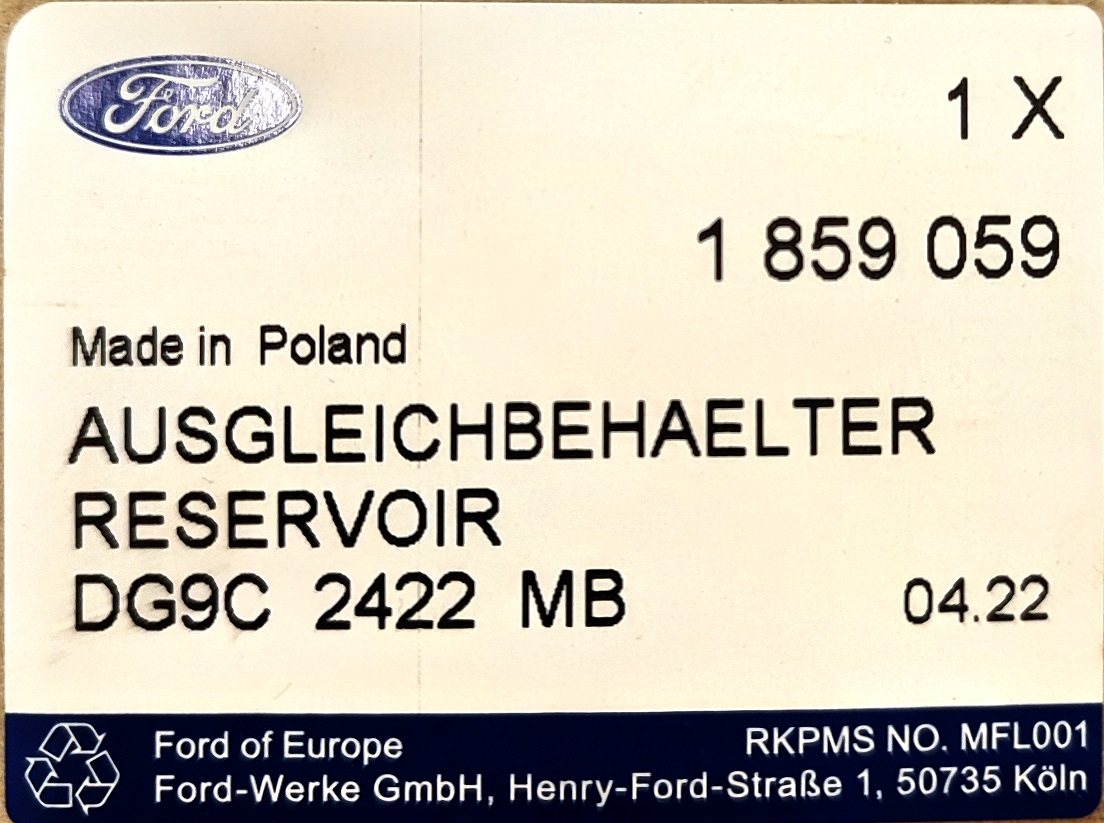 Ford
1 X
1 859 059
Made in Poland
AUSGLEICHBEHAELTER
RESERVOIR
DG9C 2422 MB 04.22
Ford of Europe RKPMS NO. MFL001
Ford-Werke GmbH, Henry-Ford-Straße 1, 50735 Köln